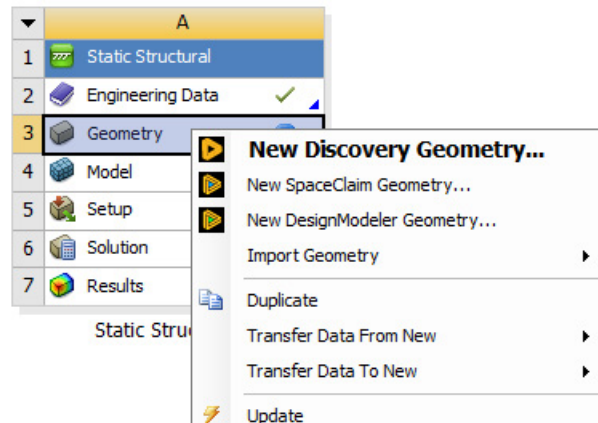 A
1 Static Structural
2 Engineering Data
3 Geometry
4 Model
5 Setup
6 Solution
7 Results
Static Stru
New Discovery Geometry...
New SpaceClaim Geometry...
New DesignModeler Geometry...
Import Geometry
Duplicate
Transfer Data From New
Transfer Data To New
Update